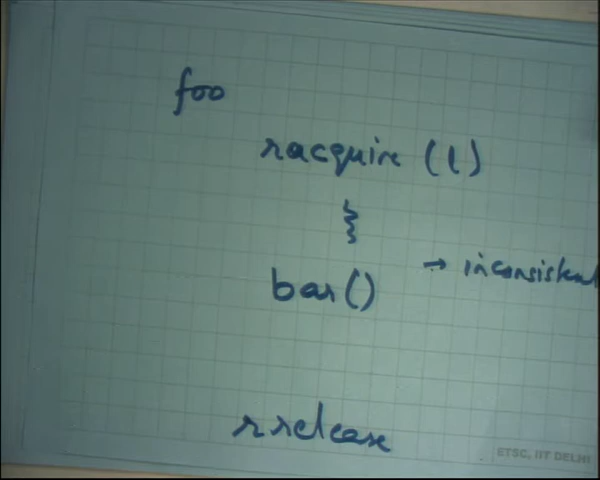 foo
racquire (l)
→ inconsistent
bar()
rrelease
ETSC, IIT DELHI